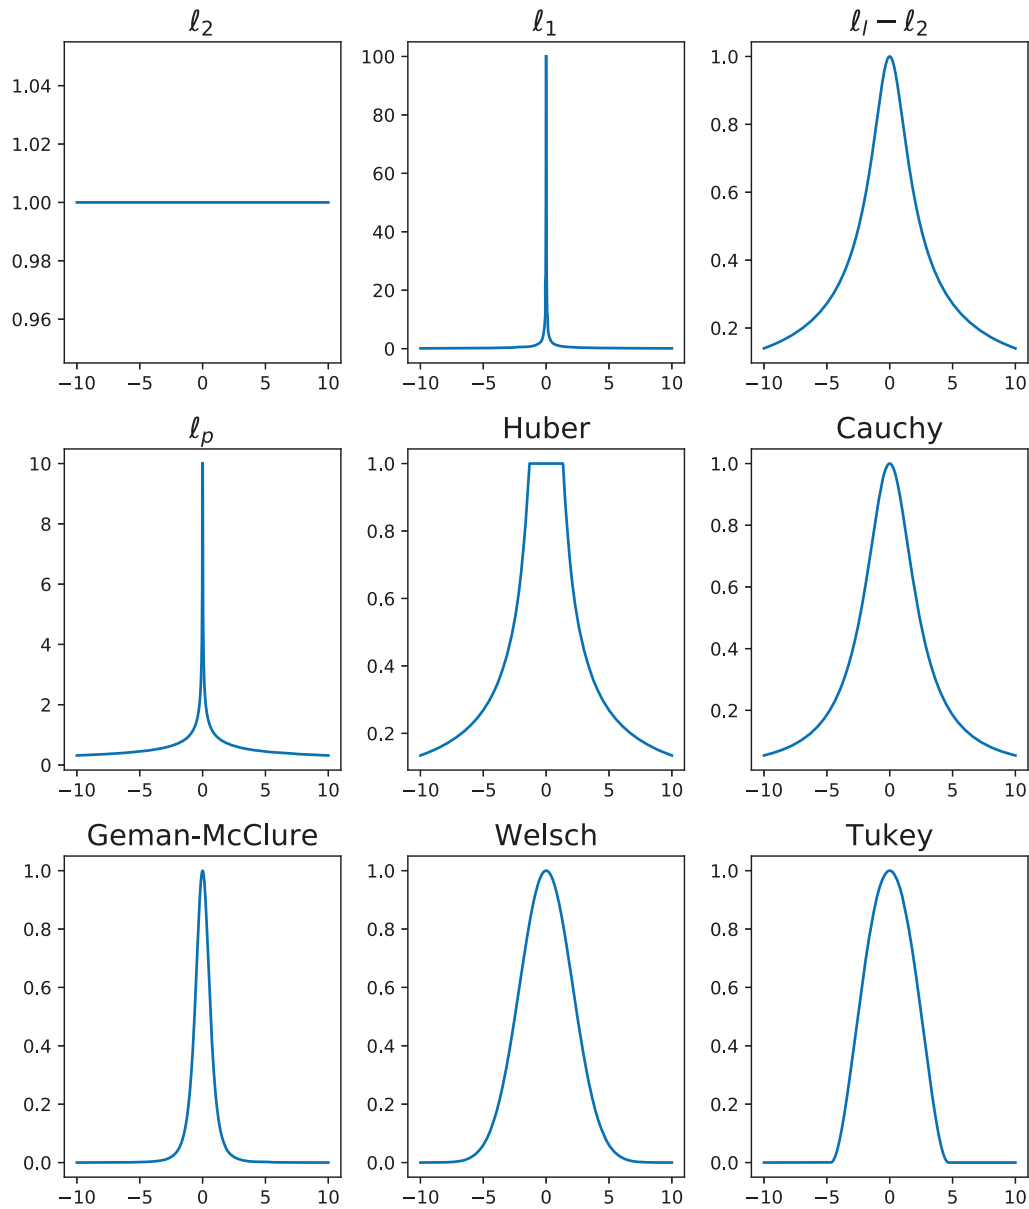 ℓ2 ℓ1 ℓl − ℓ2
1.04 100 1.0
1.02 80 0.8
1.00 60 0.6
0.98 40 0.4
0.96 20 0.2
0
−10 −5 0 5 10 −10 −5 0 5 10 −10 −5 0 5 10
ℓp Huber Cauchy
10 1.0 1.0
8 0.8 0.8
6 0.6 0.6
4 0.4 0.4
2 0.2 0.2
0
−10 −5 0 5 10 −10 −5 0 5 10 −10 −5 0 5 10
Geman-McClure Welsch Tukey
1.0 1.0 1.0
0.8 0.8 0.8
0.6 0.6 0.6
0.4 0.4 0.4
0.2 0.2 0.2
0.0 0.0 0.0
−10 −5 0 5 10 −10 −5 0 5 10 −10 −5 0 5 10